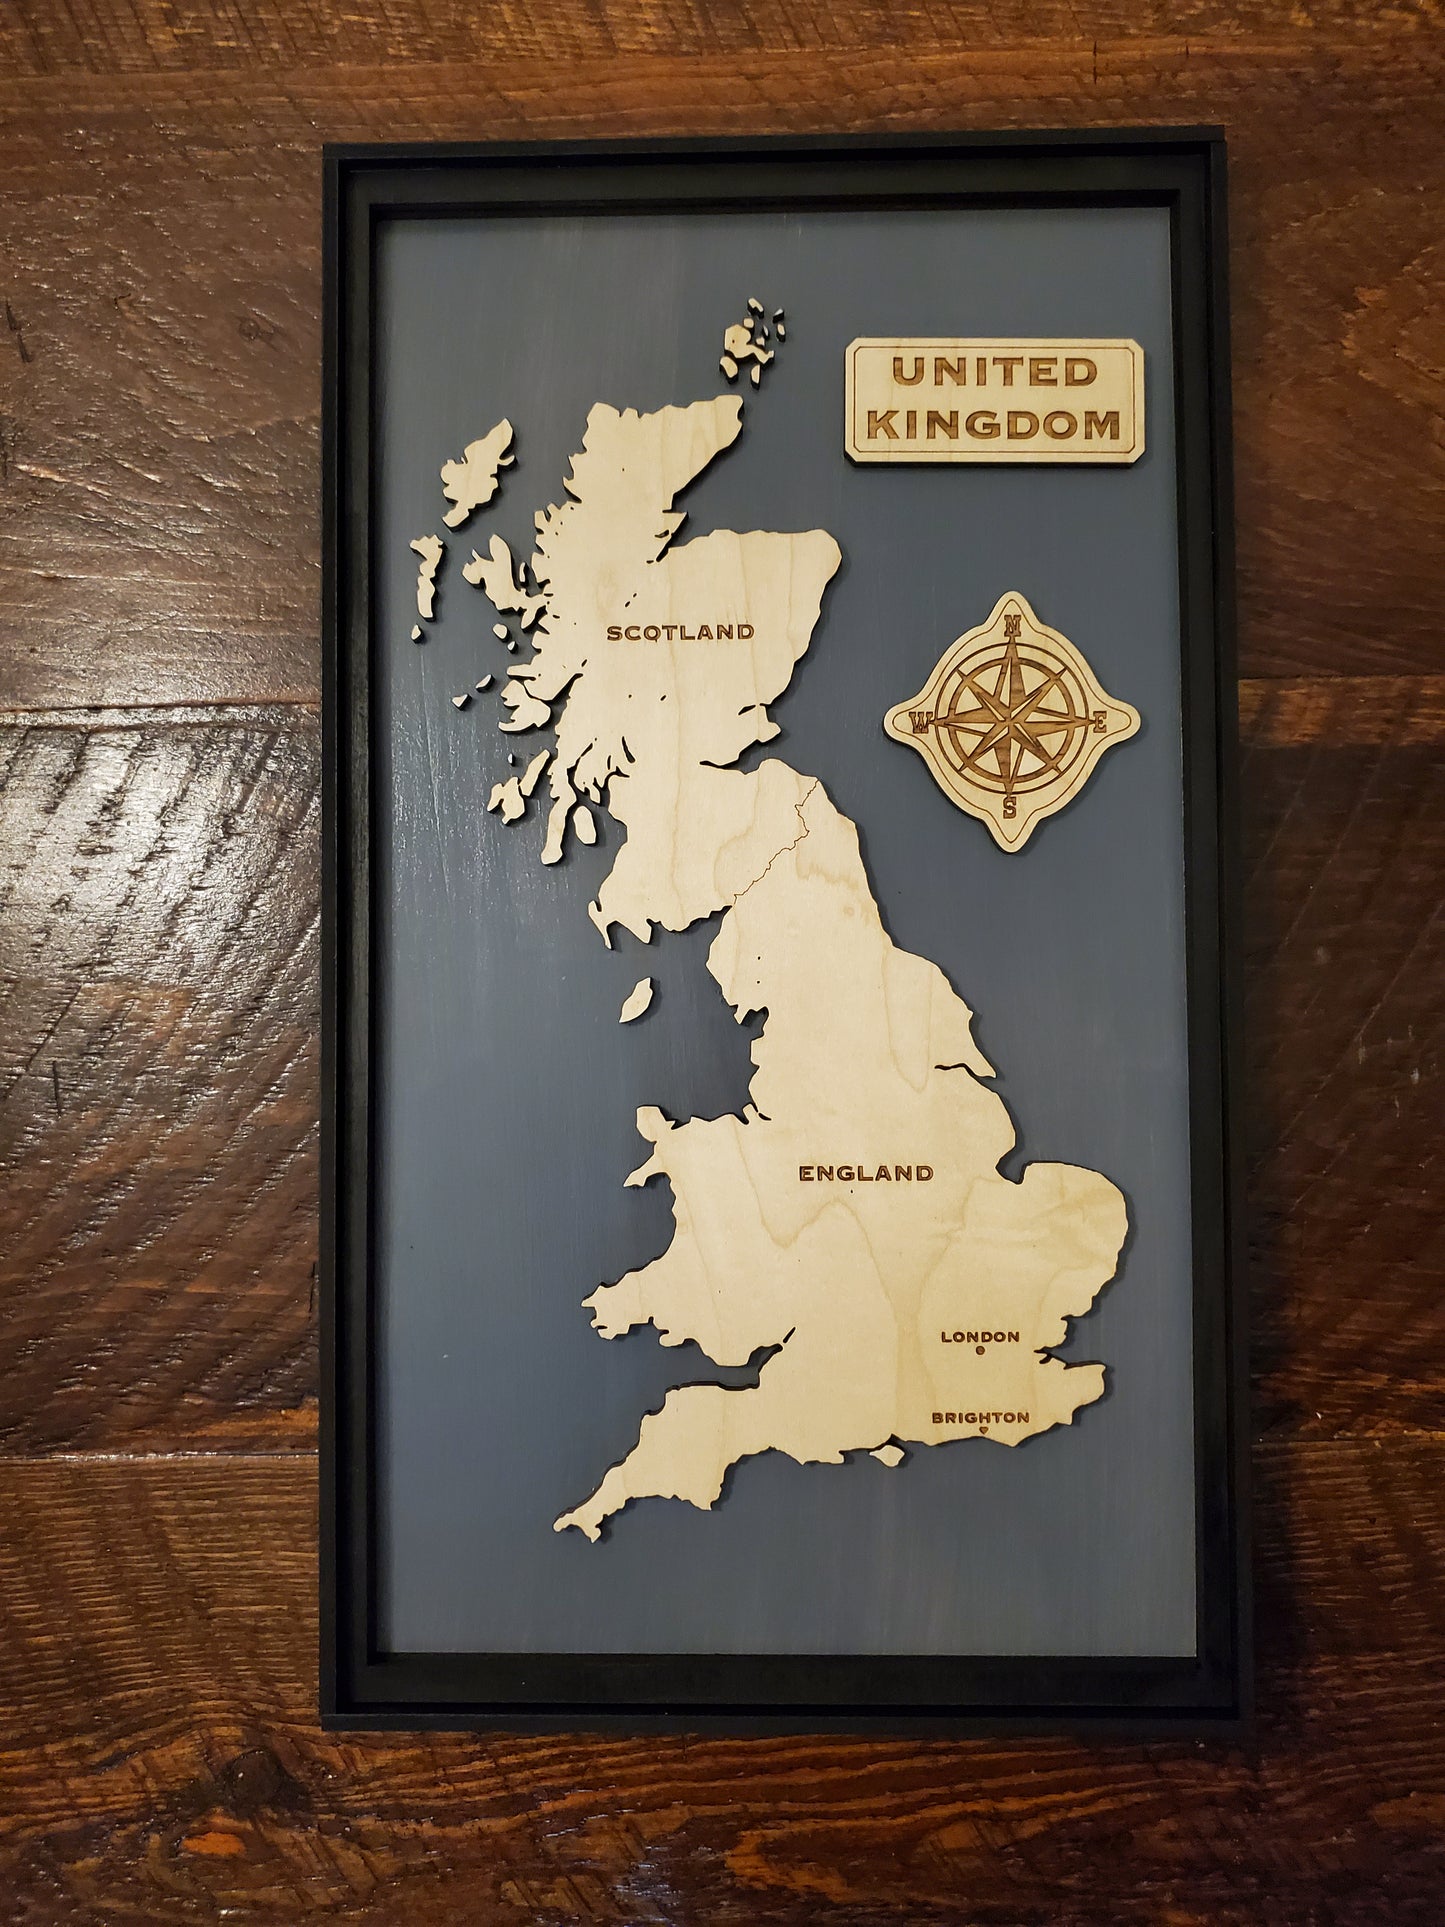 UNITED
KINGDOM
N
W E
S
SCOTLAND
ENGLAND
LONDON
BRIGHTON